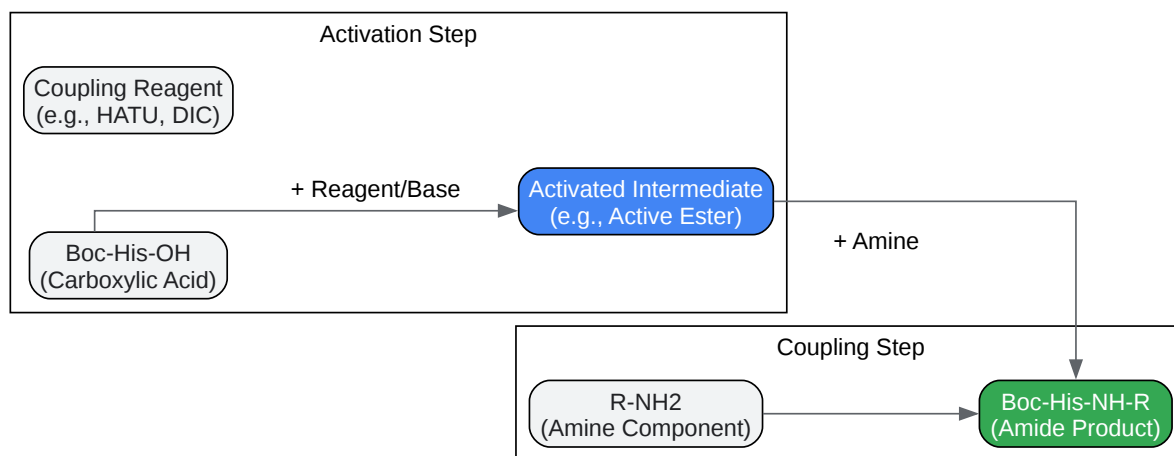 Activation Step
Coupling Reagent
(e.g., HATU, DIC)
+ Reagent/Base
Activated Intermediate
(e.g., Active Ester)
Boc-His-OH
(Carboxylic Acid)
+ Amine
Coupling Step
R-NH2
(Amine Component)
Boc-His-NH-R
(Amide Product)